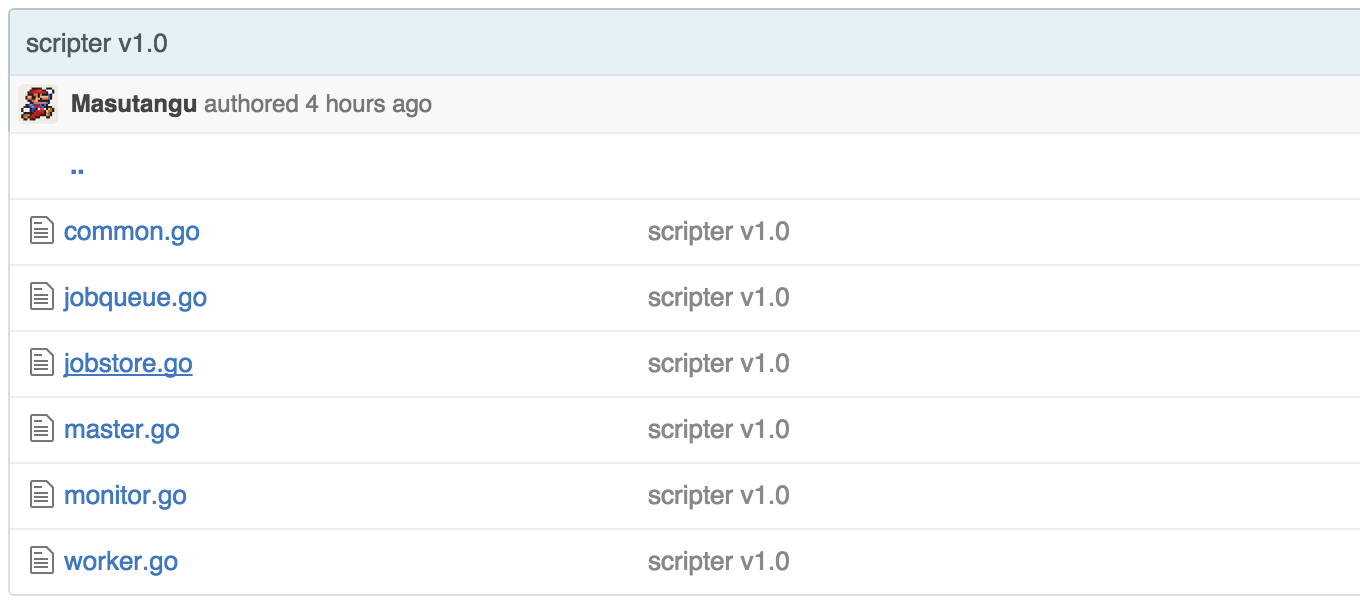 scripter v1.0
Masutangu authored 4 hours ago
..
common.go scripter v1.0
jobqueue.go scripter v1.0
jobstore.go scripter v1.0
master.go scripter v1.0
monitor.go scripter v1.0
worker.go scripter v1.0